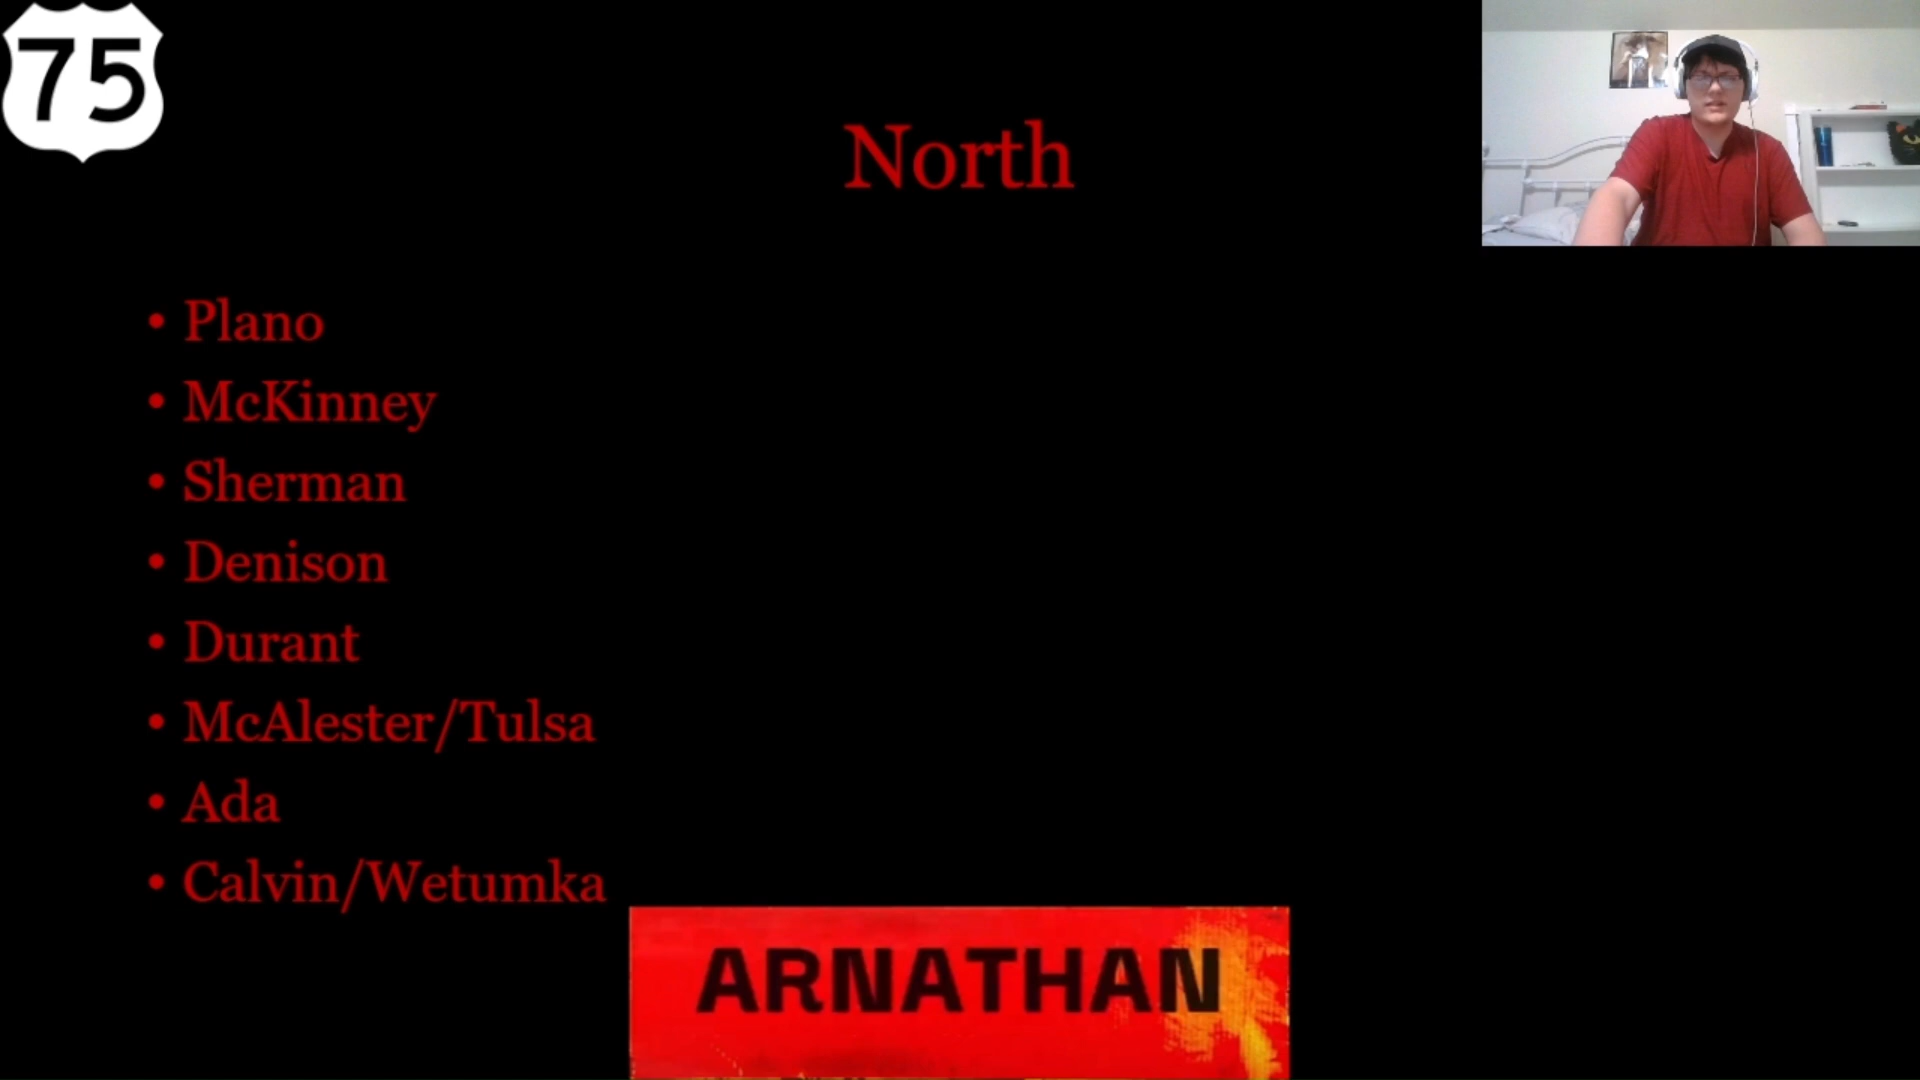 75
North
• Plano
• McKinney
• Sherman
• Denison
• Durant
• McAlester/Tulsa
• Ada
• Calvin/Wetumka
ARNATHAN